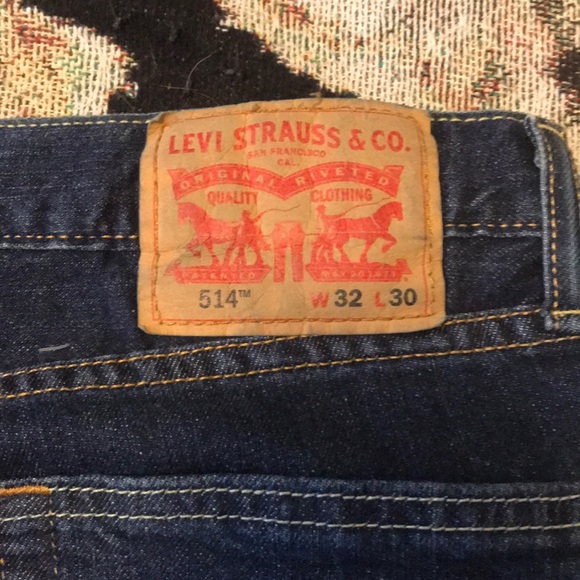 LEVI STRAUSS & CO.
SAN FRANCISCO
CAL.
ORIGINAL RIVETED
QUALITY CLOTHING
514™ W 32 L 30